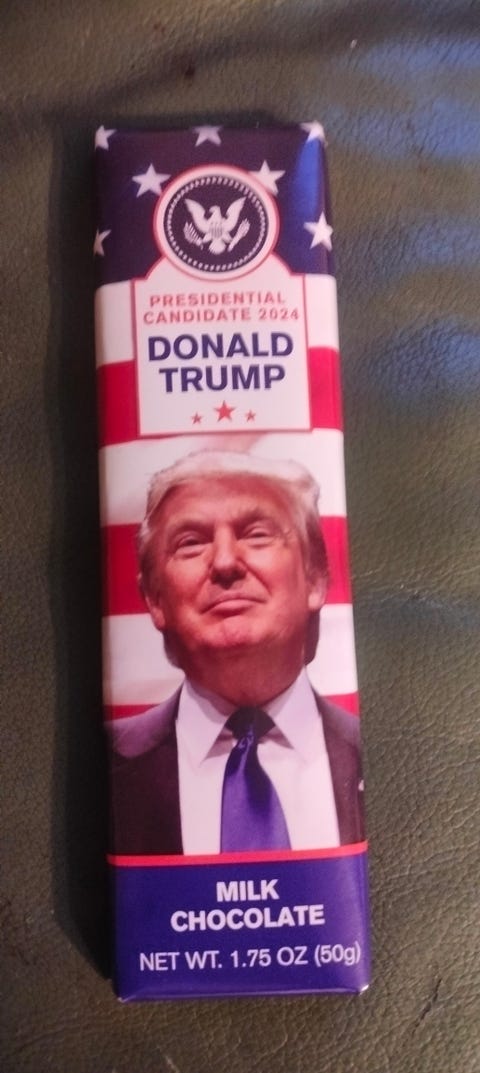 PRESIDENTIAL
CANDIDATE 2024
DONALD
TRUMP
MILK
CHOCOLATE
NET WT. 1.75 OZ (50g)